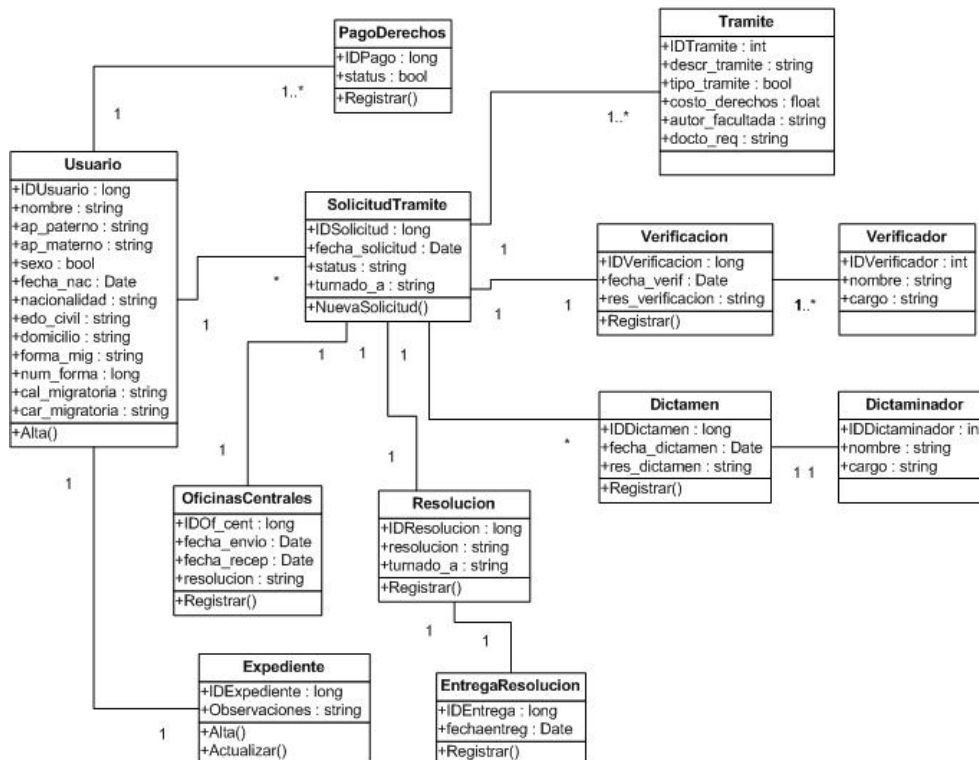 PagoDerechos
+IDPago : long
+status : bool
+Registrar()
1
1..*
Tramite
+IDTramite : int
+descr_tramite : string
+tipo_tramite : bool
+costo_derechos : float
+autor_facultada : string
+docto_req : string
1..*
1
Usuario
+IDUsuario : long
+nombre : string
+ap_paterno : string
+ap_materno : string
+sexo : bool
+fecha_nac : Date
+nacionalidad : string
+edo_civil : string
+domicilio : string
+forma_mig : string
+num_forma : long
+cal_migratoria : string
+car_migratoria : string
+Alta()
1
*
SolicitudTramite
+IDSolicitud : long
+fecha_solicitud : Date
+status : string
+turnado_a : string
+NuevaSolicitud()
1
1
Verificacion
+IDVerificacion : long
+fecha_verif : Date
+res_verificacion : string
+Registrar()
1..*
Verificador
+IDVerificador : int
+nombre : string
+cargo : string
1
1
1
*
Dictamen
+IDDictamen : long
+fecha_dictamen : Date
+res_dictamen : string
+Registrar()
1 1
Dictaminador
+IDDictaminador : in
+nombre : string
+cargo : string
1
OficinasCentrales
+IDOf_cent : long
+fecha_envio : Date
+fecha_recep : Date
+resolucion : string
+Registrar()
1
Resolucion
+IDResolucion : long
+resolucion : string
+turnado_a : string
+Registrar()
1
1
1
1
Expediente
+IDExpediente : long
+Observaciones : string
+Alta()
+Actualizar()
EntregaResolucion
+IDEntrega : long
+fechaentreg : Date
+Registrar()